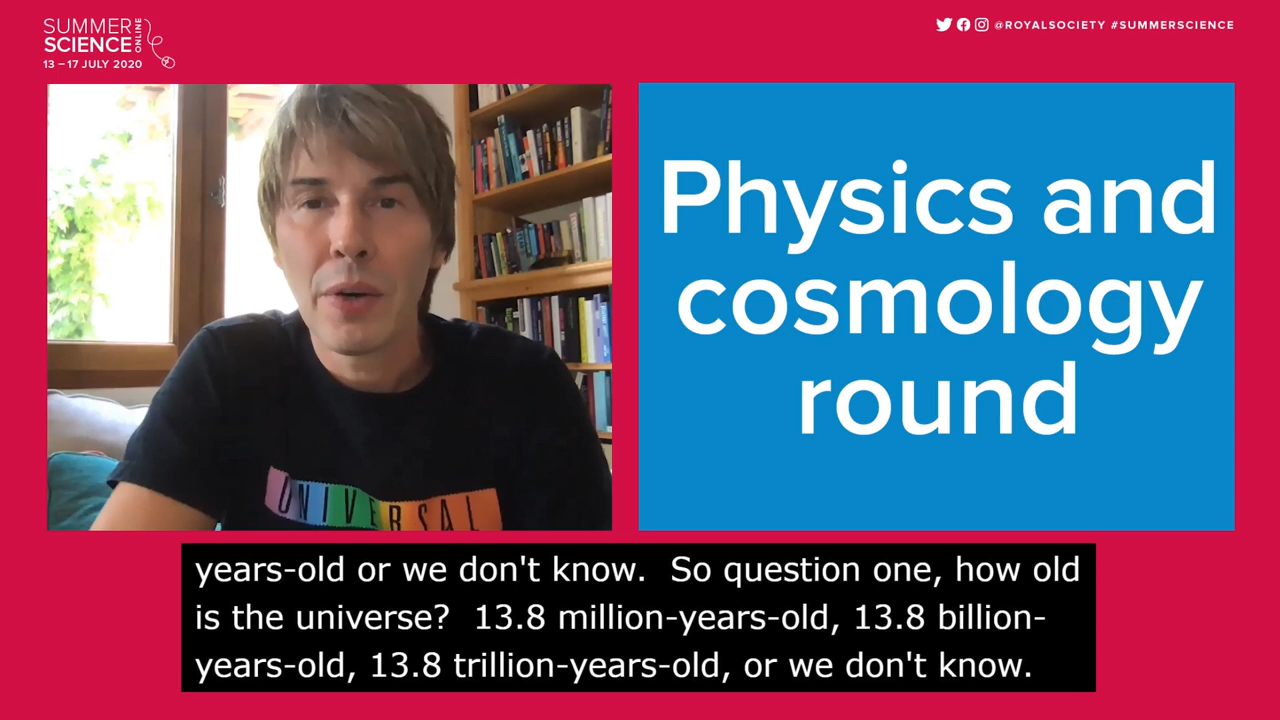 SUMMER
SCIENCE
ONLINE
13 – 17 JULY 2020
@ROYALSOCIETY #SUMMERSCIENCE
Physics and
cosmology
round
UNIVERSAL
years-old or we don't know.  So question one, how old
is the universe?  13.8 million-years-old, 13.8 billion-
years-old, 13.8 trillion-years-old, or we don't know.